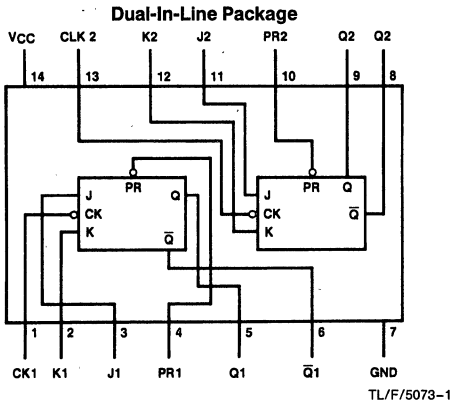 Dual-In-Line Package
VCC CLK 2 K2 J2 PR2 Q2 Q2
14 13 12 11 10 9 8
PR Q PR Q
J J
CK CK
K Q̅ K Q̅
1 2 3 4 5 6 7
CK1 K1 J1 PR1 Q1 Q̅1 GND
TL/F/5073–1